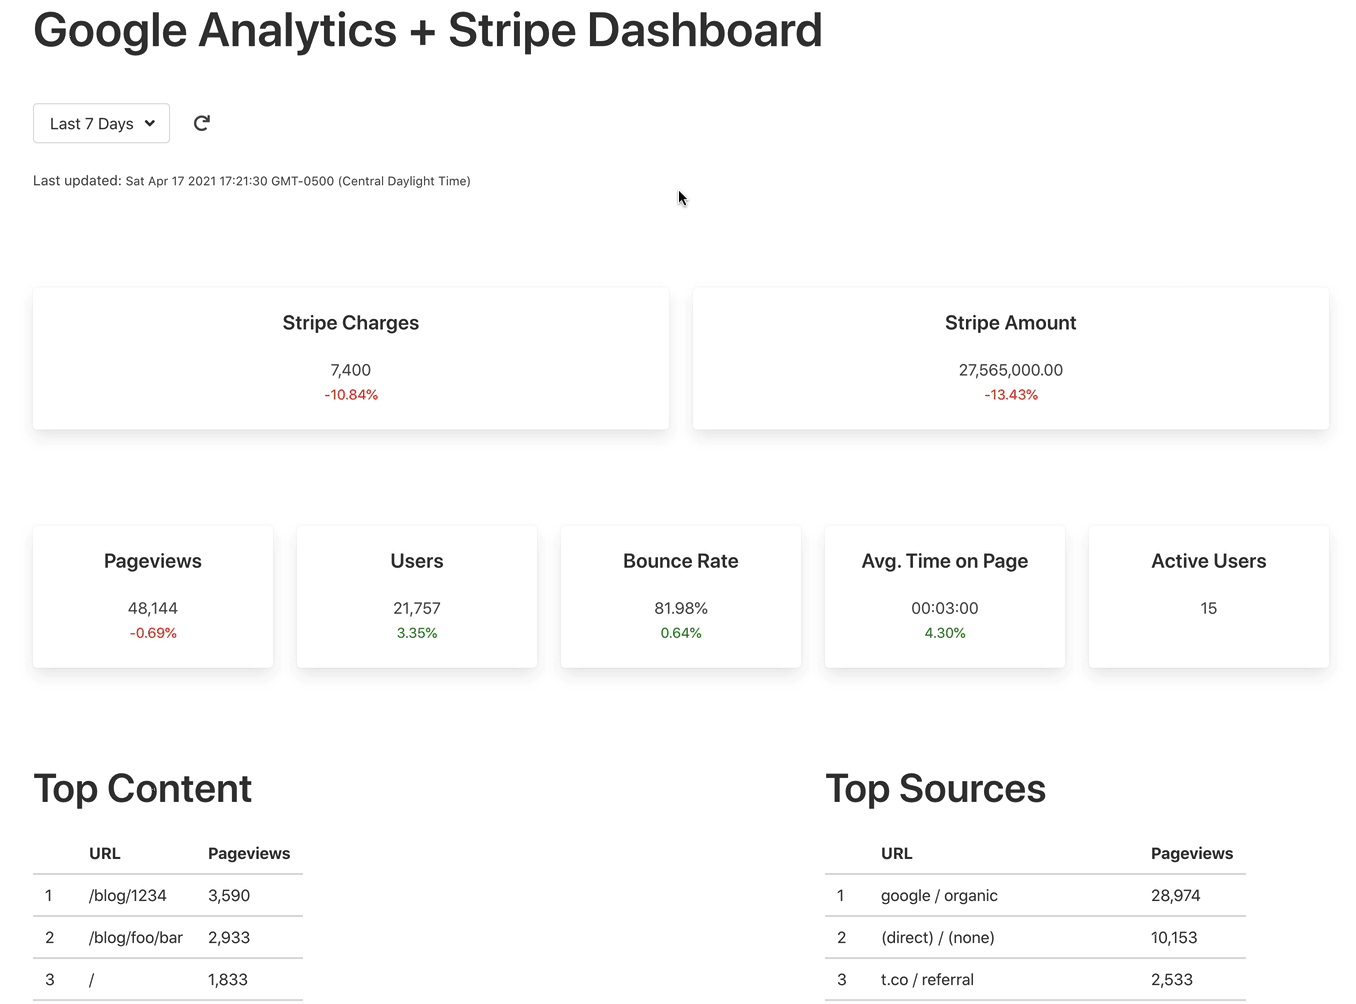 Google Analytics + Stripe Dashboard
Last 7 Days
Last updated: Sat Apr 17 2021 17:21:30 GMT-0500 (Central Daylight Time)
Stripe Charges
7,400
-10.84%
Stripe Amount
27,565,000.00
-13.43%
Pageviews
48,144
-0.69%
Users
21,757
3.35%
Bounce Rate
81.98%
0.64%
Avg. Time on Page
00:03:00
4.30%
Active Users
15
Top Content
URL Pageviews
1 /blog/1234 3,590
2 /blog/foo/bar 2,933
3 / 1,833
Top Sources
URL Pageviews
1 google / organic 28,974
2 (direct) / (none) 10,153
3 t.co / referral 2,533